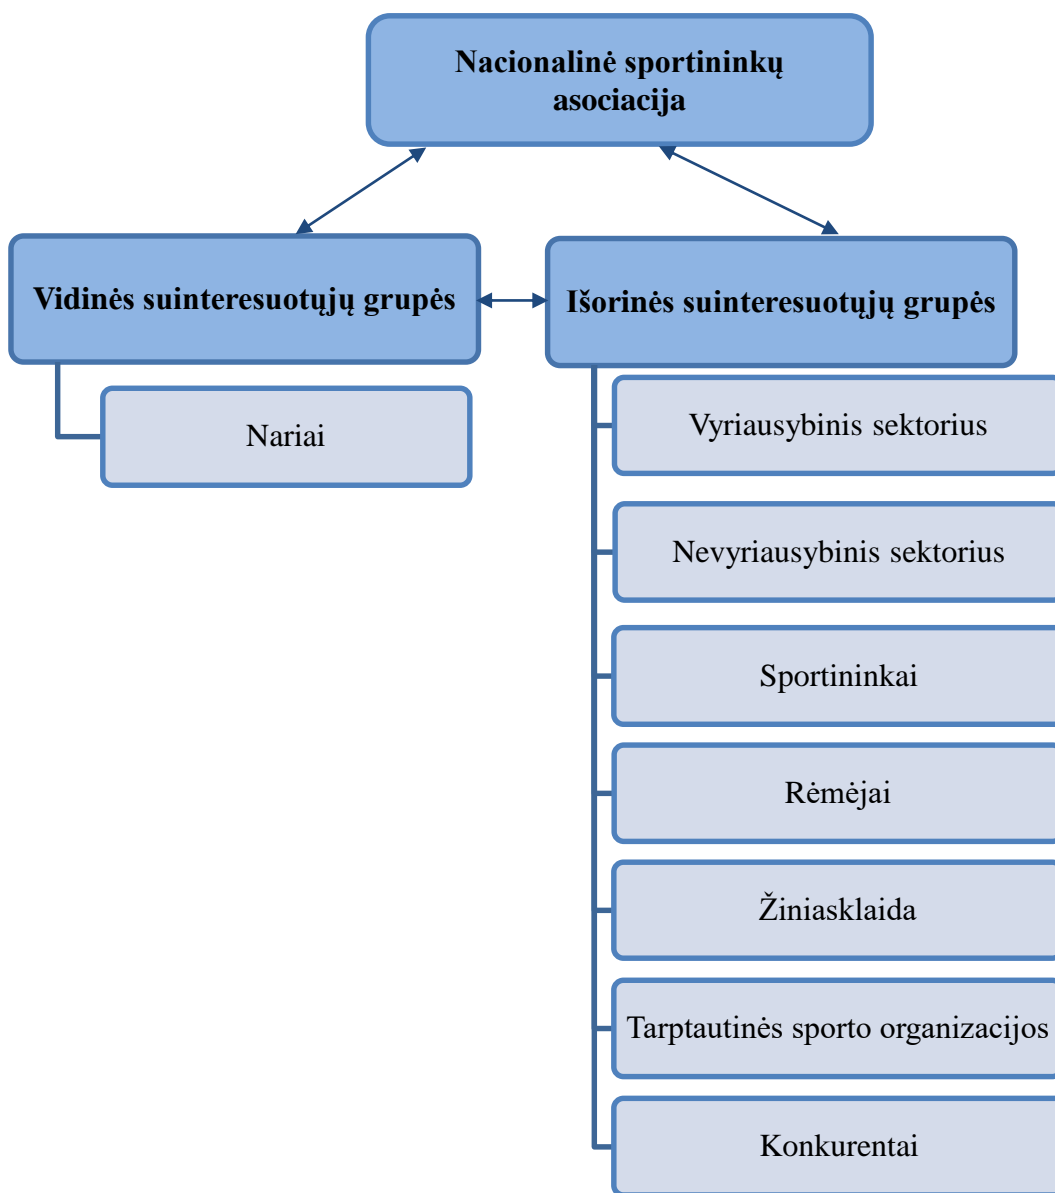 Nacionalinė sportininkų
asociacija
Vidinės suinteresuotųjų grupės
Išorinės suinteresuotųjų grupės
Nariai
Vyriausybinis sektorius
Nevyriausybinis sektorius
Sportininkai
Rėmėjai
Žiniasklaida
Tarptautinės sporto organizacijos
Konkurentai